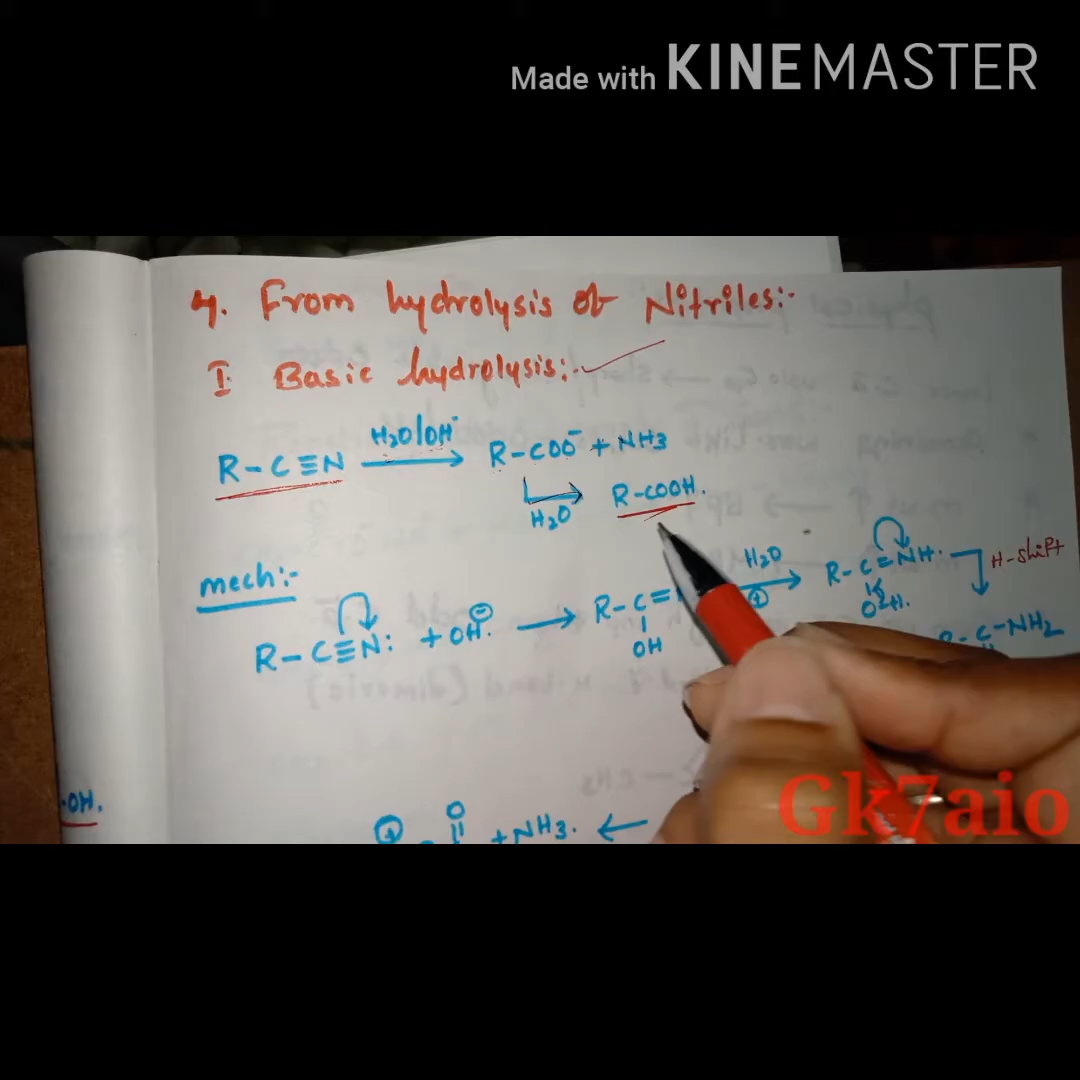 Made with KINEMASTER
4. From hydrolysis of Nitriles:-
I Basic hydrolysis:-
R-C≡N H2O|OH⁻ → R-COO⁻ + NH3
H2O → R-COOH.
mech:-
R-C≡N: + OH⊖. → R-C= OH H2O ⊕ → R-C=NH. OH. H-shift
C-NH2
.OH.
⊕ O +NH3. ←
Gk7aio